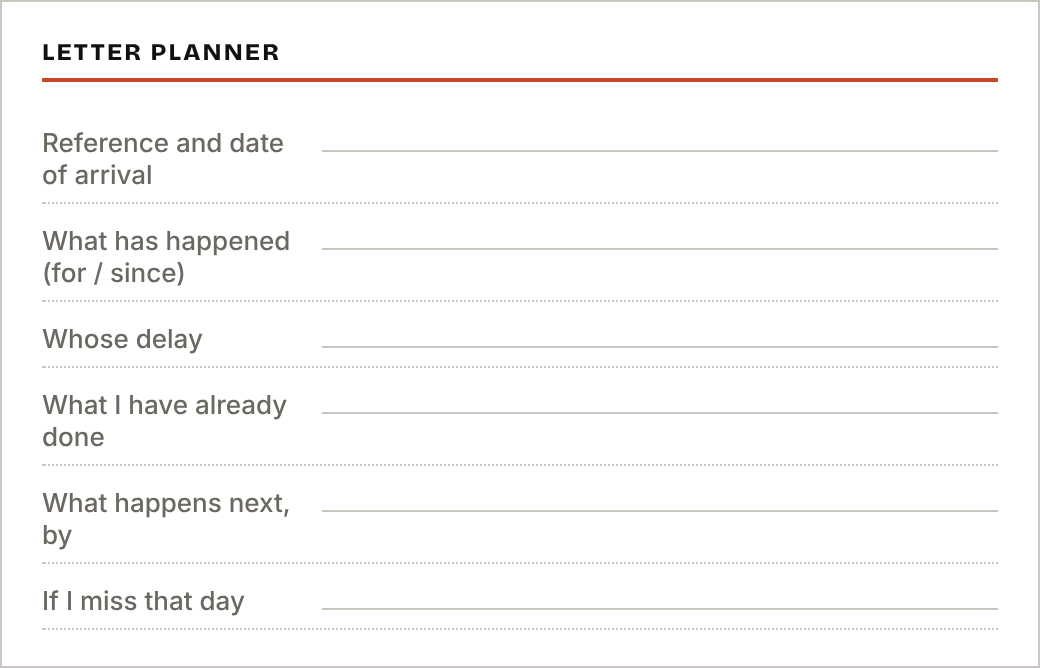 LETTER PLANNER
Reference and date
of arrival
What has happened
(for / since)
Whose delay
What I have already
done
What happens next,
by
If I miss that day